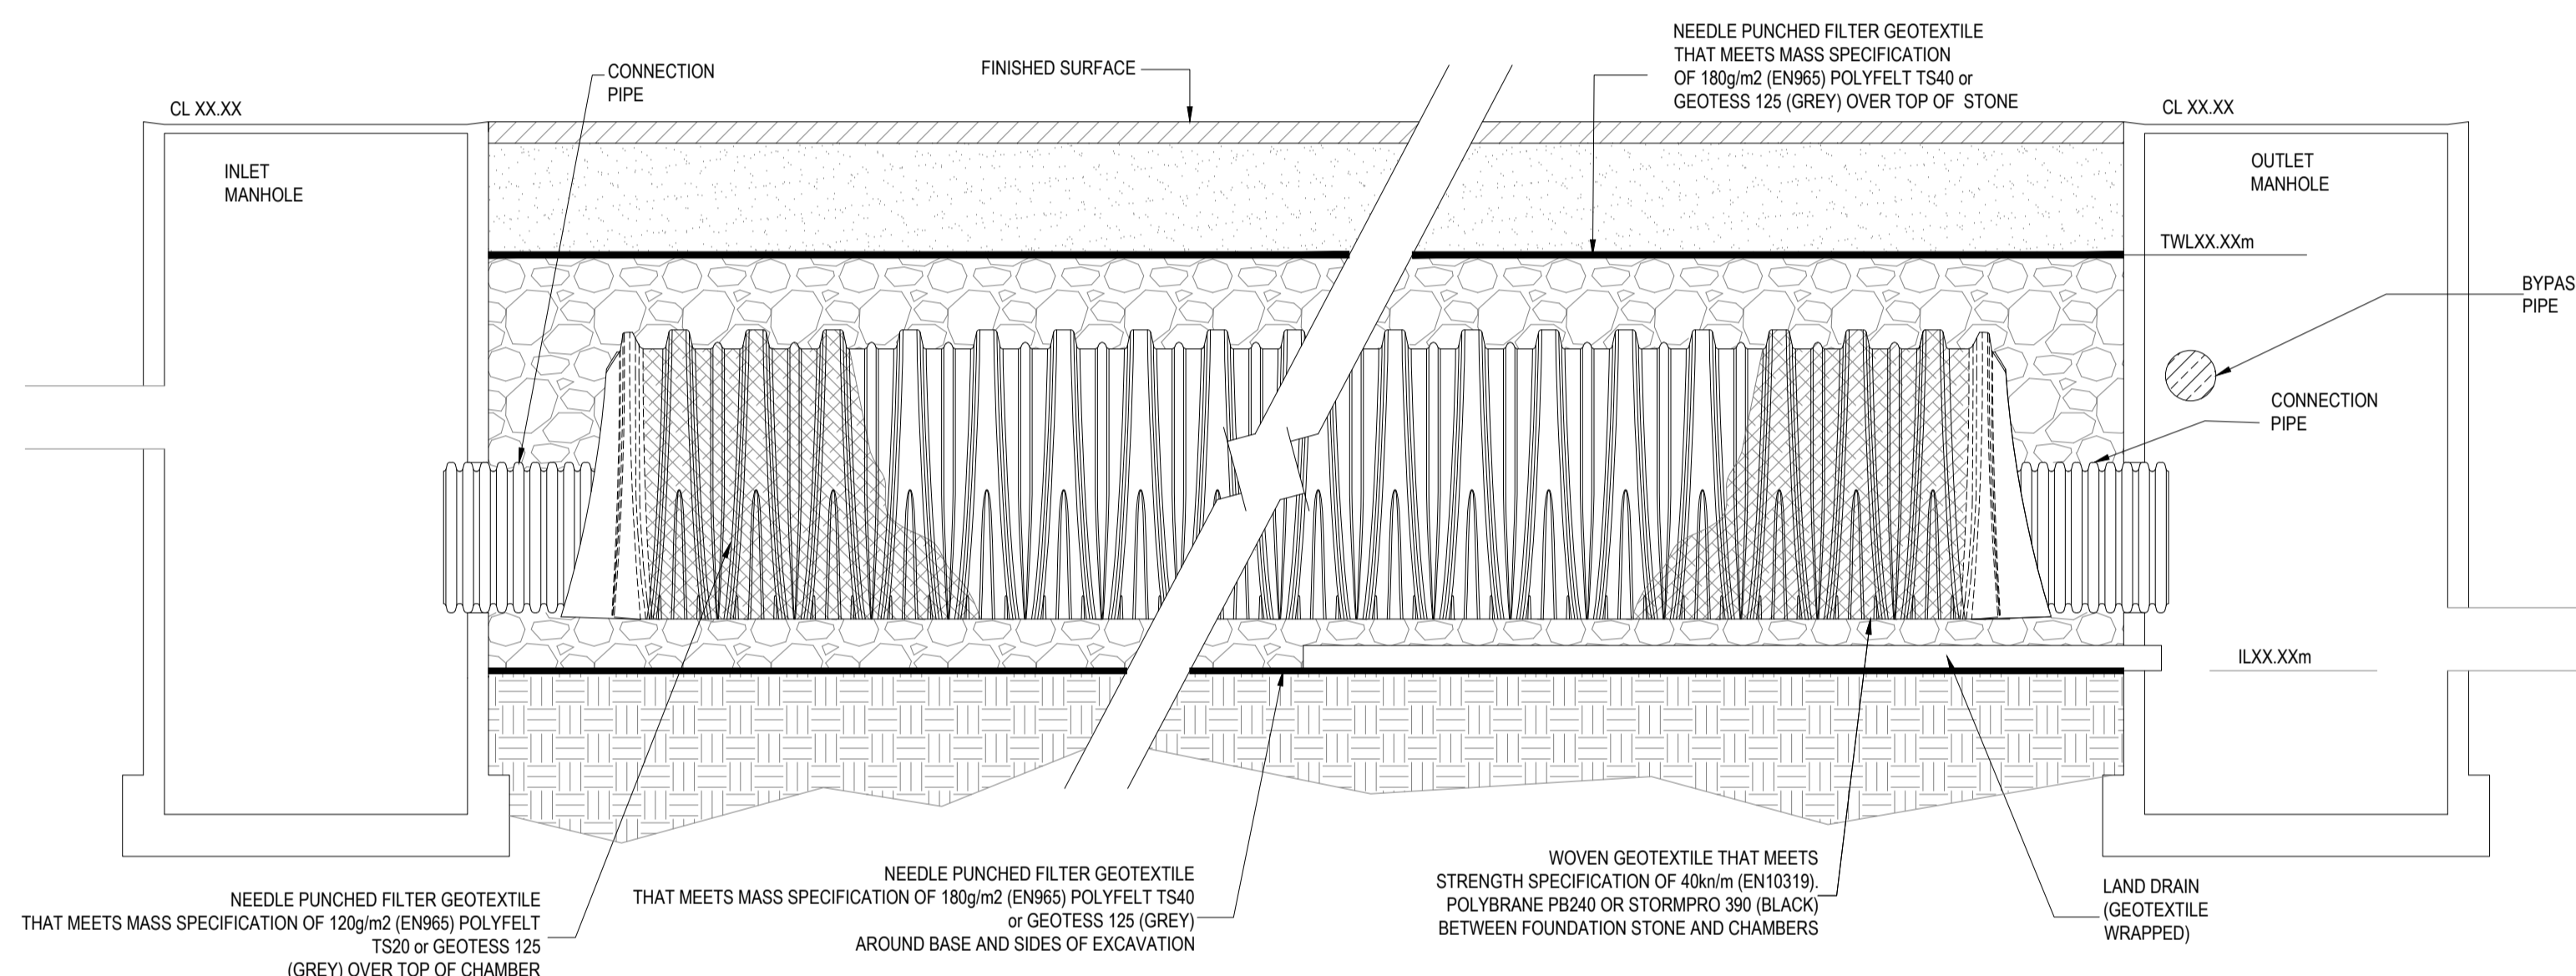 NEEDLE PUNCHED FILTER GEOTEXTILE
THAT MEETS MASS SPECIFICATION
OF 180g/m2 (EN965) POLYFELT TS40 or
GEOTESS 125 (GREY) OVER TOP OF STONE
FINISHED SURFACE
CONNECTION
PIPE
CL XX.XX
CL XX.XX
INLET
MANHOLE
OUTLET
MANHOLE
TWLXX.XXm
BYPAS
PIPE
CONNECTION
PIPE
ILXX.XXm
NEEDLE PUNCHED FILTER GEOTEXTILE
THAT MEETS MASS SPECIFICATION OF 120g/m2 (EN965) POLYFELT
TS20 or GEOTESS 125
(GREY) OVER TOP OF CHAMBER
NEEDLE PUNCHED FILTER GEOTEXTILE
THAT MEETS MASS SPECIFICATION OF 180g/m2 (EN965) POLYFELT TS40
or GEOTESS 125 (GREY)
AROUND BASE AND SIDES OF EXCAVATION
WOVEN GEOTEXTILE THAT MEETS
STRENGTH SPECIFICATION OF 40kn/m (EN10319).
POLYBRANE PB240 OR STORMPRO 390 (BLACK)
BETWEEN FOUNDATION STONE AND CHAMBERS
LAND DRAIN
(GEOTEXTILE
WRAPPED)